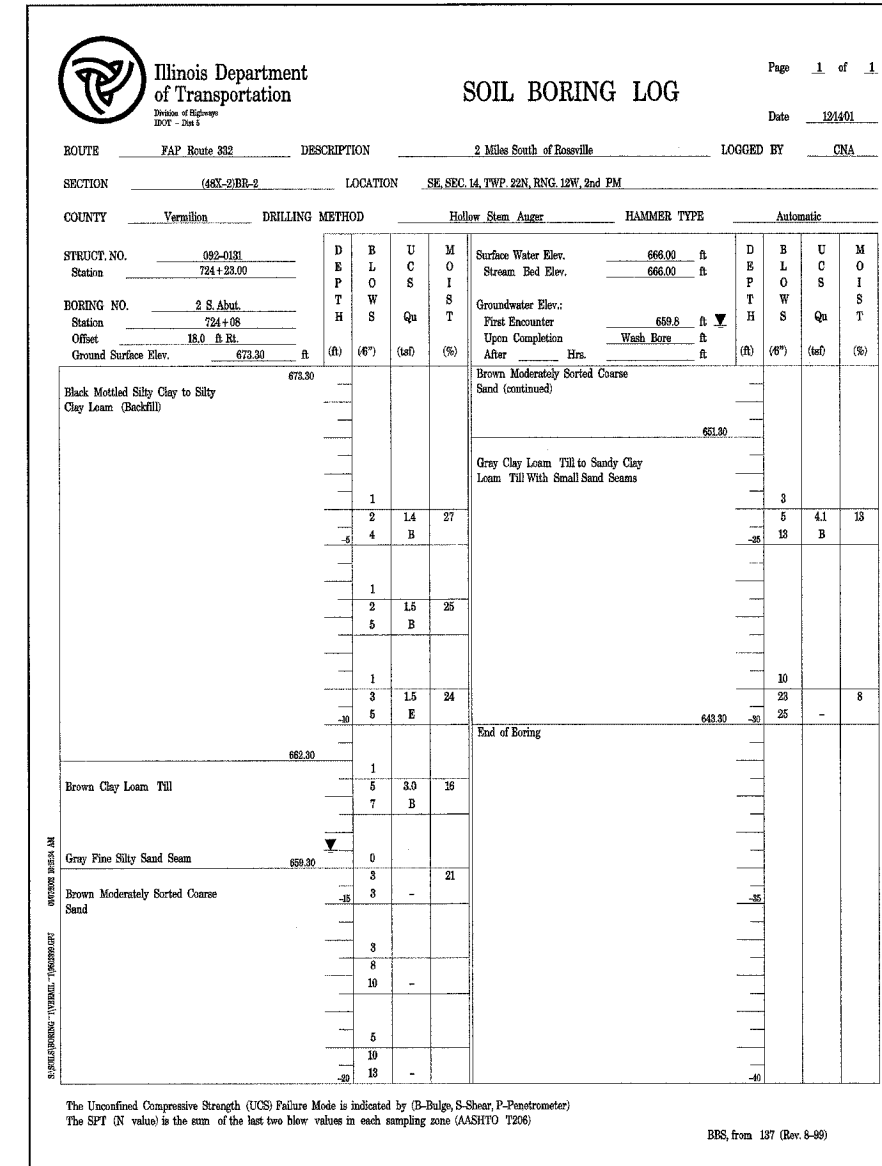 Illinois Department
of Transportation
Division of Highways
IDOT - Dist 5
SOIL BORING LOG
Page 1 of 1
Date 12/14/01
ROUTE FAP Route 332 DESCRIPTION 2 Miles South of Rossville LOGGED BY CNA
SECTION (48X-2)BR-2 LOCATION SE, SEC. 14, TWP. 22N, RNG. 12W, 2nd PM
COUNTY Vermilion DRILLING METHOD Hollow Stem Auger HAMMER TYPE Automatic
STRUCT. NO. 092-0131
Station 724+23.00
BORING NO. 2 S. Abut.
Station 724+08
Offset 18.0 ft Rt.
Ground Surface Elev. 673.30 ft
DEPTH (ft) BLOWS (/6") UCS Qu (tsf) MOIST (%)
Surface Water Elev. 666.00 ft
Stream Bed Elev. 666.00 ft
Groundwater Elev.:
First Encounter 659.8 ft ▼
Upon Completion Wash Bore ft
After Hrs. ft
DEPTH (ft) BLOWS (/6") UCS Qu (tsf) MOIST (%)
673.30
Black Mottled Silty Clay to Silty
Clay Loam (Backfill)
1
2 1.4 27
-5 4 B
1
2 1.5 25
5 B
1
3 1.5 24
-10 5 E
662.30
1
Brown Clay Loam Till 5 3.0 16
7 B
▼
Gray Fine Silty Sand Seam 659.30 0
3 21
Brown Moderately Sorted Coarse -15 3 -
Sand
3
8
10 -
5
10
-20 13 -
Brown Moderately Sorted Coarse
Sand (continued)
651.30
Gray Clay Loam Till to Sandy Clay
Loam Till With Small Sand Seams
3
5 4.1 13
-25 13 B
10
23 8
643.30 -30 25 -
End of Boring
-35
-40
The Unconfined Compressive Strength (UCS) Failure Mode is indicated by (B-Bulge, S-Shear, P-Penetrometer)
The SPT (N value) is the sum of the last two blow values in each sampling zone (AASHTO T206)
BBS, from 137 (Rev. 8-99)